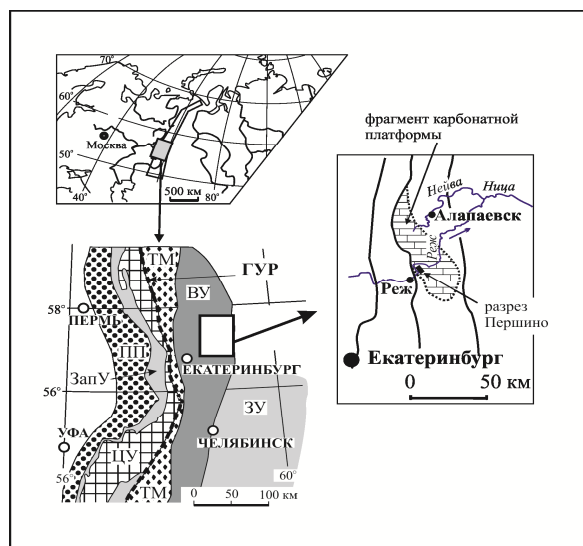 70°
60°
50°
Москва
40°
500 км
80°
ТМ
ГУР
ВУ
58°
ПЕРМЬ
ПП
ЕКАТЕРИНБУРГ
ЗапУ
56°
ЗУ
УФА
ЦУ
ЧЕЛЯБИНСК
56°
ТМ
60°
0 50 100 км
фрагмент карбонатной
платформы
Нейва
Ница
Алапаевск
Реж
Реж
разрез
Першино
Екатеринбург
0 50 км